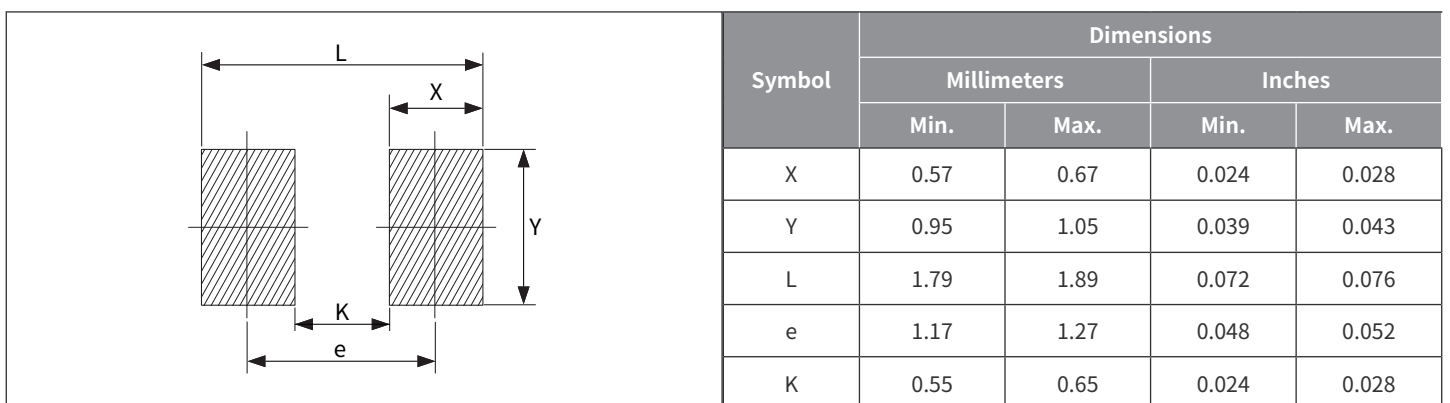 L
X
Y
K
e
Dimensions
Symbol Millimeters Inches
Min. Max. Min. Max.
X 0.57 0.67 0.024 0.028
Y 0.95 1.05 0.039 0.043
L 1.79 1.89 0.072 0.076
e 1.17 1.27 0.048 0.052
K 0.55 0.65 0.024 0.028